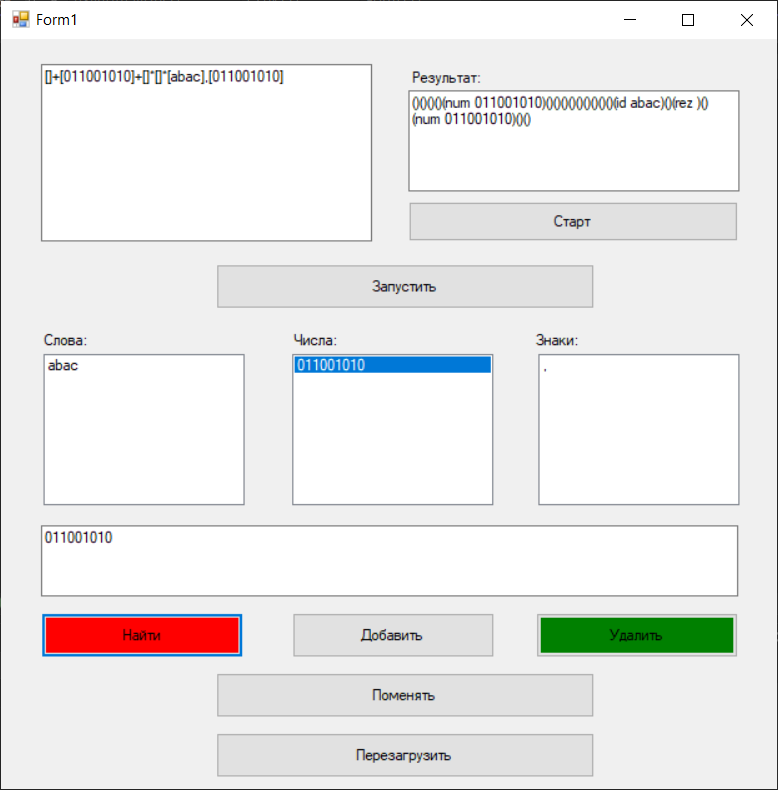 Form1
[]+[011001010]+[]*[]*[abac],[011001010]
Результат:
()()()()(num 011001010)()()()()()()()()()()(id abac)()(rez )()
(num 011001010)()()
Старт
Запустить
Слова:
Числа:
Знаки:
abac
011001010
,
011001010
Найти
Добавить
Удалить
Поменять
Перезагрузить